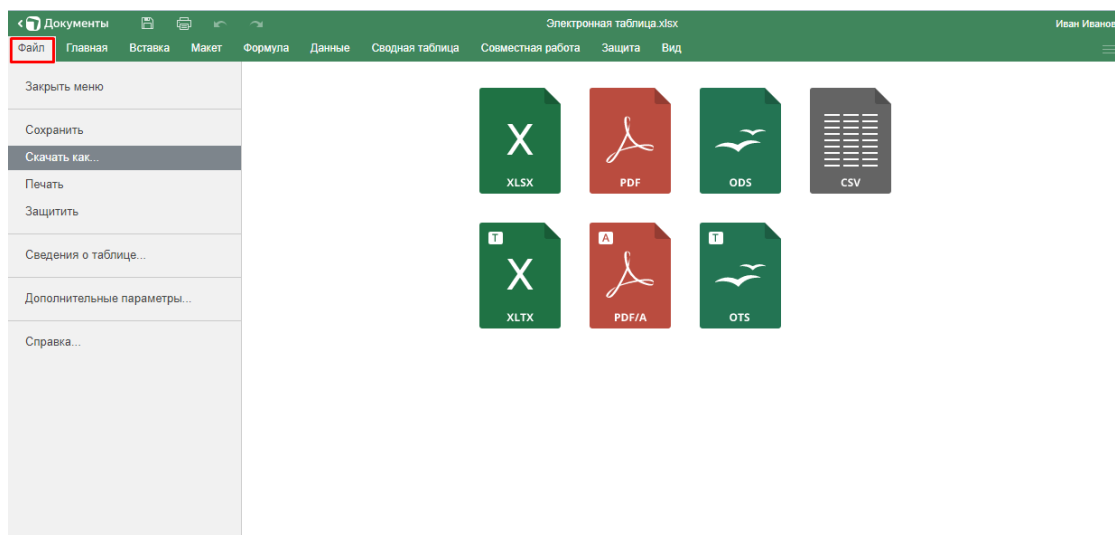 Документы
Электронная таблица.xlsx
Иван Иванов
Файл Главная Вставка Макет Формула Данные Сводная таблица Совместная работа Защита Вид
Закрыть меню
Сохранить
Скачать как...
Печать
Защитить
Сведения о таблице...
Дополнительные параметры...
Справка...
XLSX PDF ODS CSV
T A T
XLTX PDF/A OTS